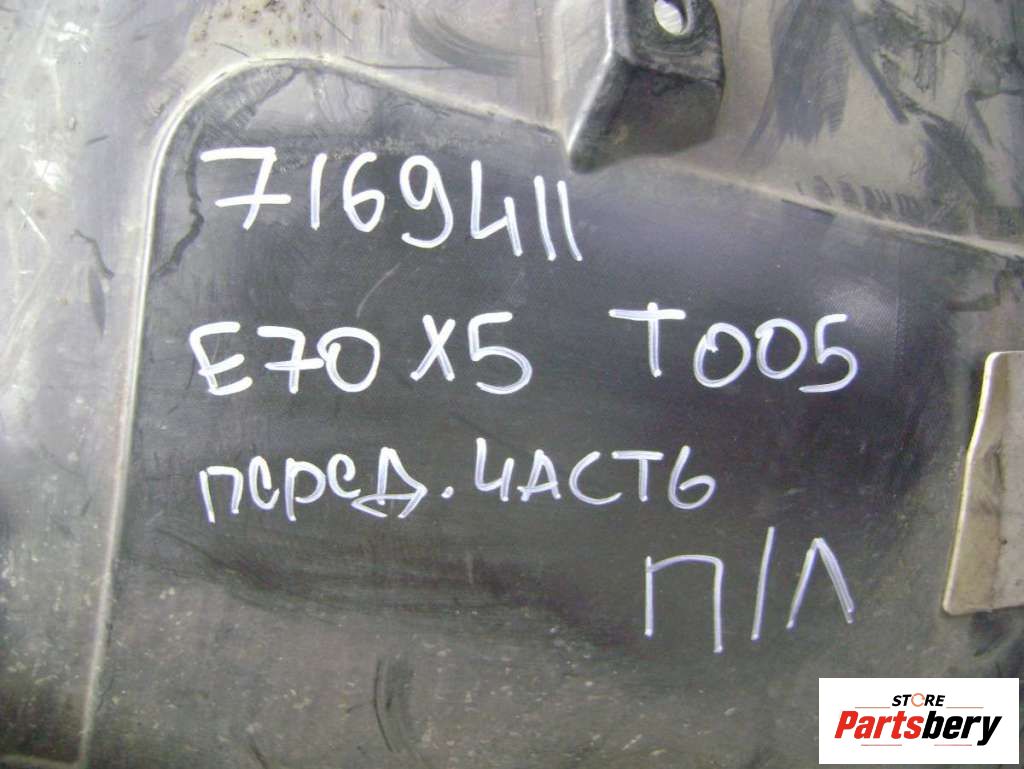 7169411
E70 X5 T005
перед. часть
П/Л
STORE
Partsbery